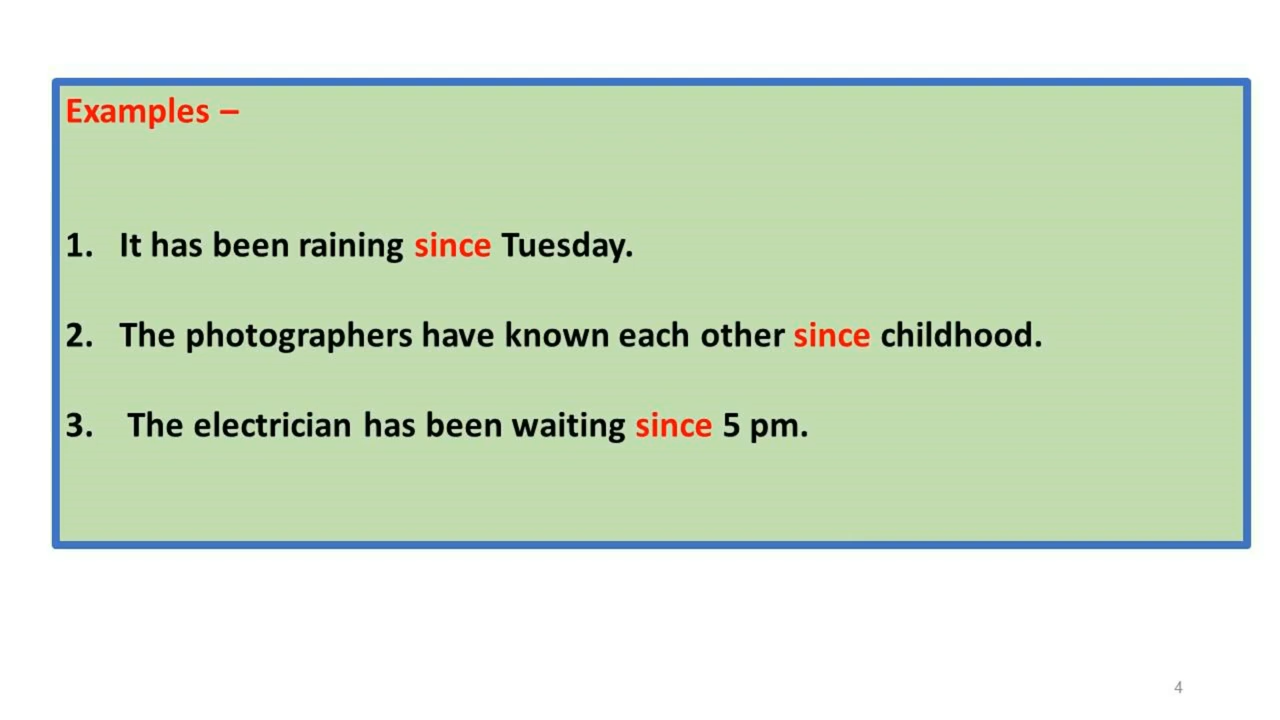 Examples –
1. It has been raining since Tuesday.
2. The photographers have known each other since childhood.
3. The electrician has been waiting since 5 pm.
4